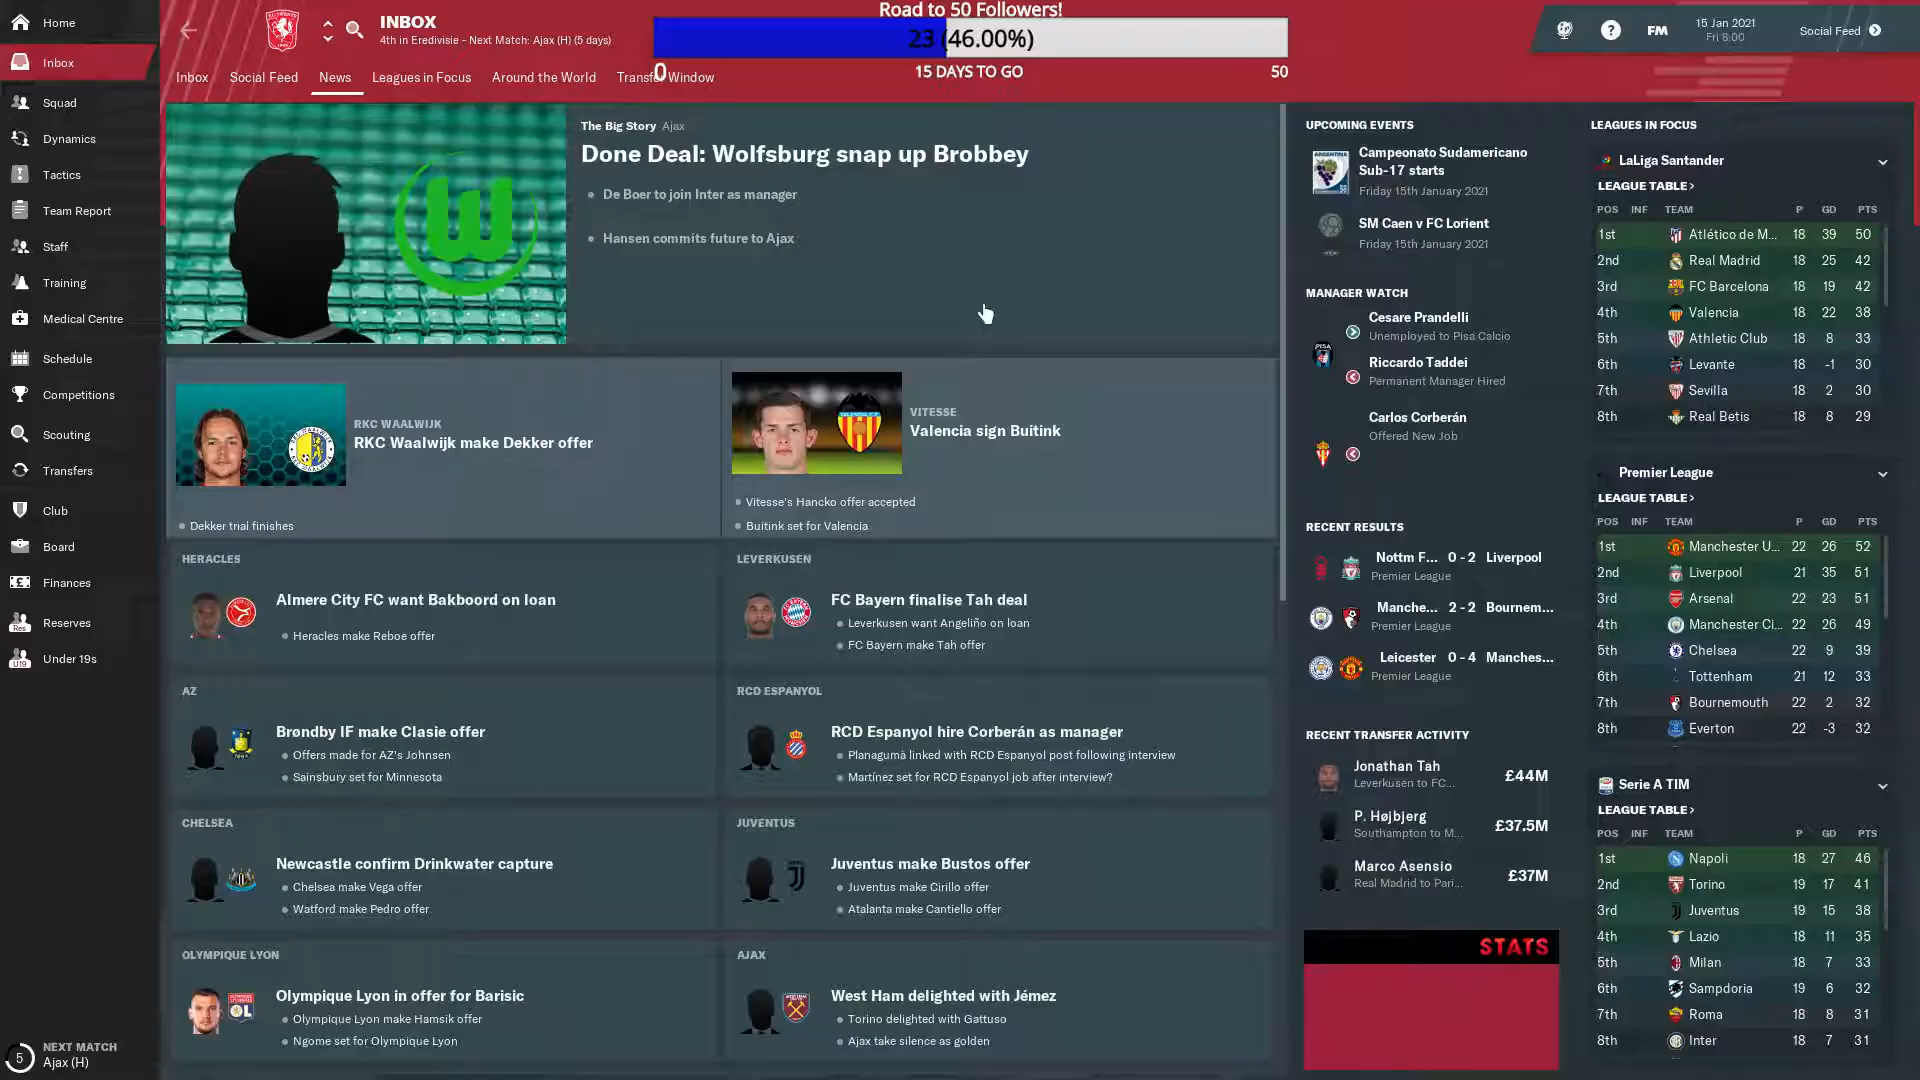 Home
Inbox
Squad
Dynamics
Tactics
Team Report
Staff
Training
Medical Centre
Schedule
Competitions
Scouting
Transfers
Club
Board
Finances
Reserves
Under 19s
5
NEXT MATCH
Ajax (H)
INBOX
4th in Eredivisie - Next Match: Ajax (H) (5 days)
Inbox Social Feed News Leagues in Focus Around the World Transfer Window
Road to 50 Followers!
23 (46.00%)
0 15 DAYS TO GO 50
FM
15 Jan 2021
Fri 8:00
Social Feed
The Big Story Ajax
Done Deal: Wolfsburg snap up Brobbey
De Boer to join Inter as manager
Hansen commits future to Ajax
RKC WAALWIJK
RKC Waalwijk make Dekker offer
Dekker trial finishes
VITESSE
Valencia sign Buitink
Vitesse's Hancko offer accepted
Buitink set for Valencia
HERACLES
Almere City FC want Bakboord on loan
Heracles make Reboe offer
LEVERKUSEN
FC Bayern finalise Tah deal
Leverkusen want Angeliño on loan
FC Bayern make Tah offer
AZ
Brøndby IF make Clasie offer
Offers made for AZ's Johnsen
Sainsbury set for Minnesota
RCD ESPANYOL
RCD Espanyol hire Corberán as manager
Planagumà linked with RCD Espanyol post following interview
Martínez set for RCD Espanyol job after interview?
CHELSEA
Newcastle confirm Drinkwater capture
Chelsea make Vega offer
Watford make Pedro offer
JUVENTUS
Juventus make Bustos offer
Juventus make Cirillo offer
Atalanta make Cantiello offer
OLYMPIQUE LYON
Olympique Lyon in offer for Barisic
Olympique Lyon make Hamsik offer
Ngome set for Olympique Lyon
AJAX
West Ham delighted with Jémez
Torino delighted with Gattuso
Ajax take silence as golden
UPCOMING EVENTS
Campeonato Sudamericano
Sub-17 starts
Friday 15th January 2021
SM Caen v FC Lorient
Friday 15th January 2021
MANAGER WATCH
Cesare Prandelli
Unemployed to Pisa Calcio
Riccardo Taddei
Permanent Manager Hired
Carlos Corberán
Offered New Job
RECENT RESULTS
Nottm F... 0 - 2 Liverpool
Premier League
Manche... 2 - 2 Bournem...
Premier League
Leicester 0 - 4 Manches...
Premier League
RECENT TRANSFER ACTIVITY
Jonathan Tah
Leverkusen to FC...
£44M
P. Højbjerg
Southampton to M...
£37.5M
Marco Asensio
Real Madrid to Pari...
£37M
STATS
LEAGUES IN FOCUS
LaLiga Santander
LEAGUE TABLE >
POS INF TEAM P GD PTS
1st Atlético de M... 18 39 50
2nd Real Madrid 18 25 42
3rd FC Barcelona 18 19 42
4th Valencia 18 22 38
5th Athletic Club 18 8 33
6th Levante 18 -1 30
7th Sevilla 18 2 30
8th Real Betis 18 8 29
Premier League
LEAGUE TABLE >
POS INF TEAM P GD PTS
1st Manchester U... 22 26 52
2nd Liverpool 21 35 51
3rd Arsenal 22 23 51
4th Manchester Ci... 22 26 49
5th Chelsea 22 9 39
6th Tottenham 21 12 33
7th Bournemouth 22 2 32
8th Everton 22 -3 32
Serie A TIM
LEAGUE TABLE >
POS INF TEAM P GD PTS
1st Napoli 18 27 46
2nd Torino 19 17 41
3rd Juventus 19 15 38
4th Lazio 18 11 35
5th Milan 18 7 33
6th Sampdoria 19 6 32
7th Roma 18 8 31
8th Inter 18 7 31